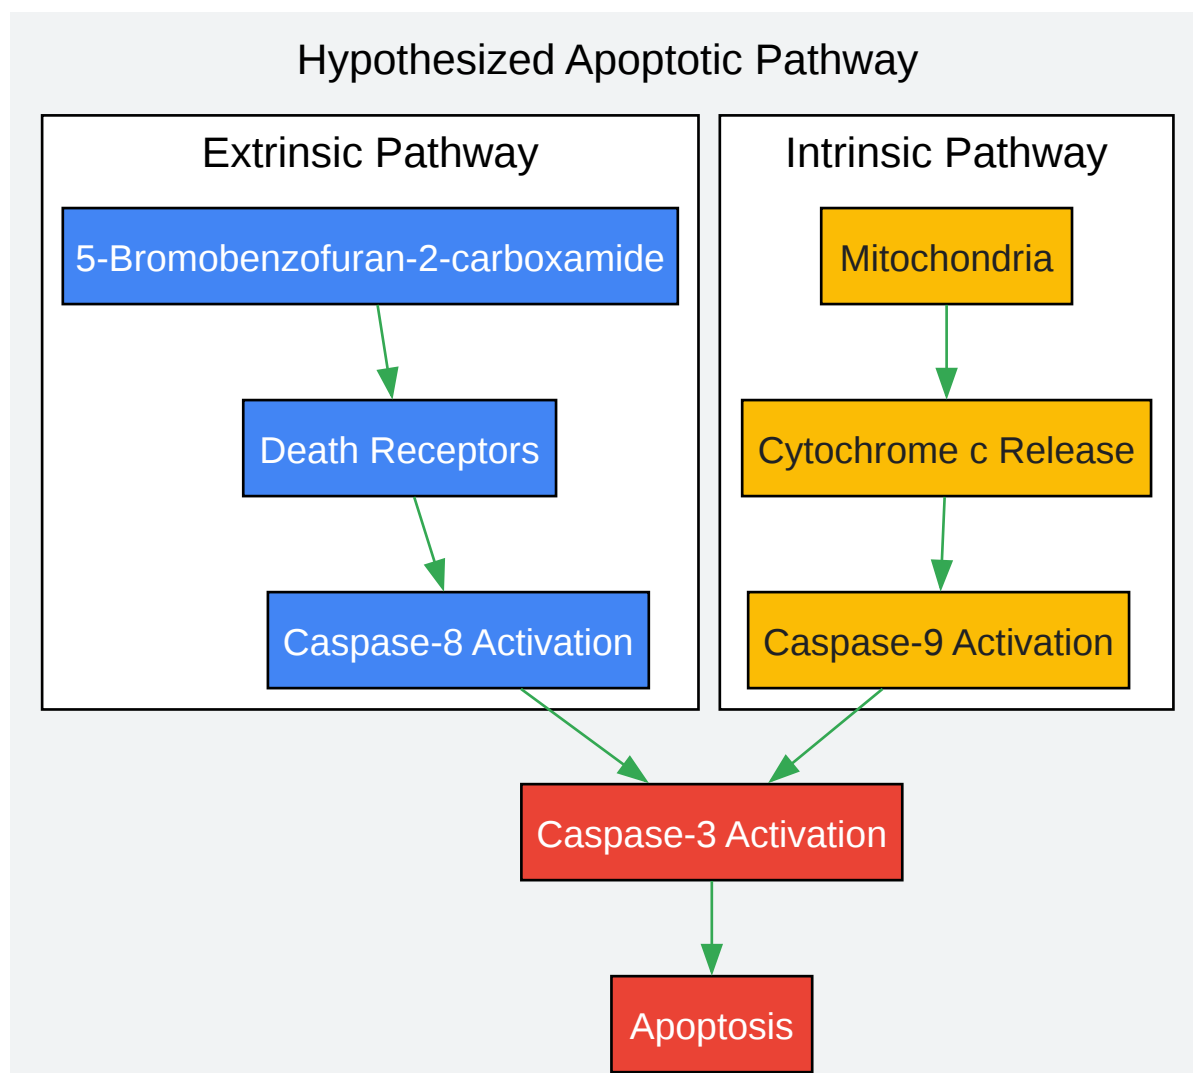 Hypothesized Apoptotic Pathway
Extrinsic Pathway
5-Bromobenzofuran-2-carboxamide
Death Receptors
Caspase-8 Activation
Intrinsic Pathway
Mitochondria
Cytochrome c Release
Caspase-9 Activation
Caspase-3 Activation
Apoptosis